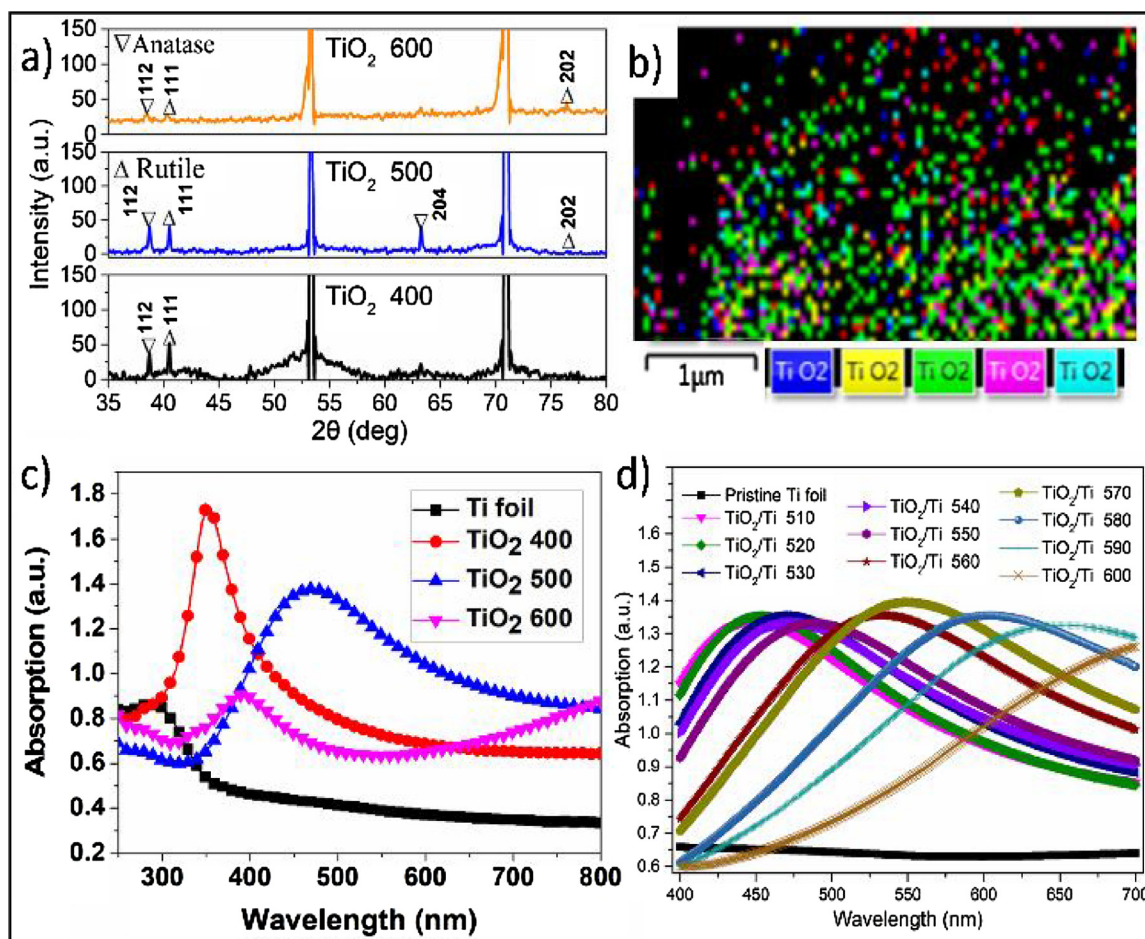 a)
▽Anatase
TiO2 600
112
111
202
150
100
50
25
0
△ Rutile
TiO2 500
112
111
204
202
150
100
50
25
0
TiO2 400
112
111
150
100
50
25
0
Intensity (a.u.)
35 40 45 50 55 60 65 70 75 80
2θ (deg)
b)
1µm
Ti O2 Ti O2 Ti O2 Ti O2 Ti O2
c)
Ti foil
TiO2 400
TiO2 500
TiO2 600
1.8
1.6
1.4
1.2
1.0
0.8
0.6
0.4
0.2
Absorption (a.u.)
300 400 500 600 700 800
Wavelength (nm)
d)
Pristine Ti foil
TiO2/Ti 510
TiO2/Ti 520
TiO2/Ti 530
TiO2/Ti 540
TiO2/Ti 550
TiO2/Ti 560
TiO2/Ti 570
TiO2/Ti 580
TiO2/Ti 590
TiO2/Ti 600
1.6
1.5
1.4
1.3
1.2
1.1
1.0
0.9
0.8
0.7
0.6
Absorption (a.u.)
400 450 500 550 600 650 700
Wavelength (nm)